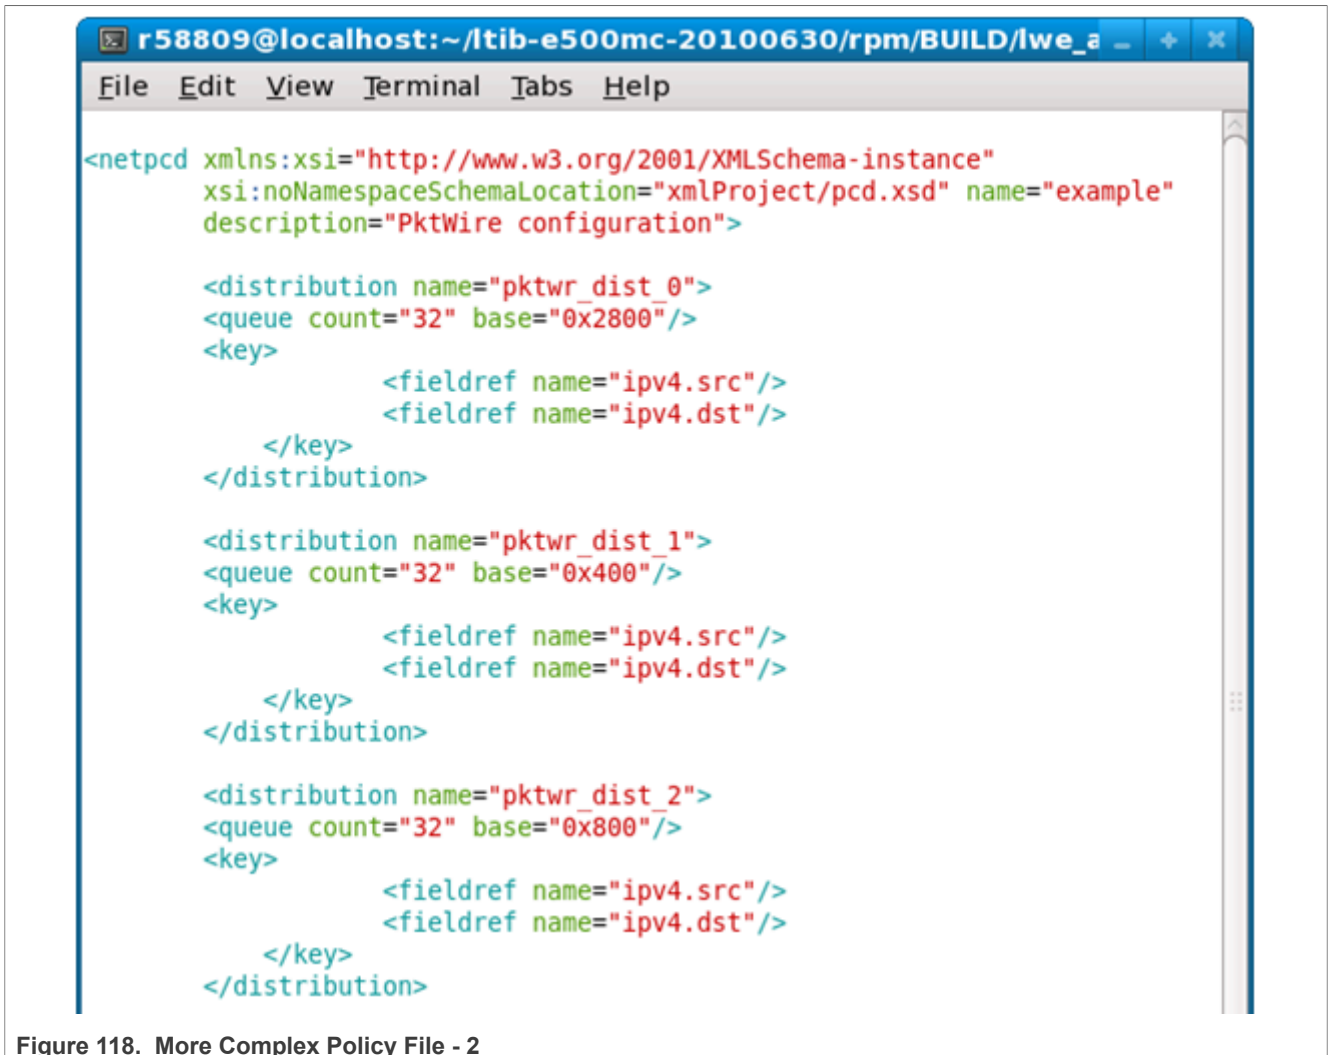 r58809@localhost:~/ltib-e500mc-20100630/rpm/BUILD/lwe_a
File Edit View Terminal Tabs Help
<netpcd xmlns:xsi="http://www.w3.org/2001/XMLSchema-instance"
xsi:noNamespaceSchemaLocation="xmlProject/pcd.xsd" name="example"
description="PktWire configuration">
<distribution name="pktwr_dist_0">
<queue count="32" base="0x2800"/>
<key>
<fieldref name="ipv4.src"/>
<fieldref name="ipv4.dst"/>
</key>
</distribution>
<distribution name="pktwr_dist_1">
<queue count="32" base="0x400"/>
<key>
<fieldref name="ipv4.src"/>
<fieldref name="ipv4.dst"/>
</key>
</distribution>
<distribution name="pktwr_dist_2">
<queue count="32" base="0x800"/>
<key>
<fieldref name="ipv4.src"/>
<fieldref name="ipv4.dst"/>
</key>
</distribution>
Figure 118. More Complex Policy File - 2